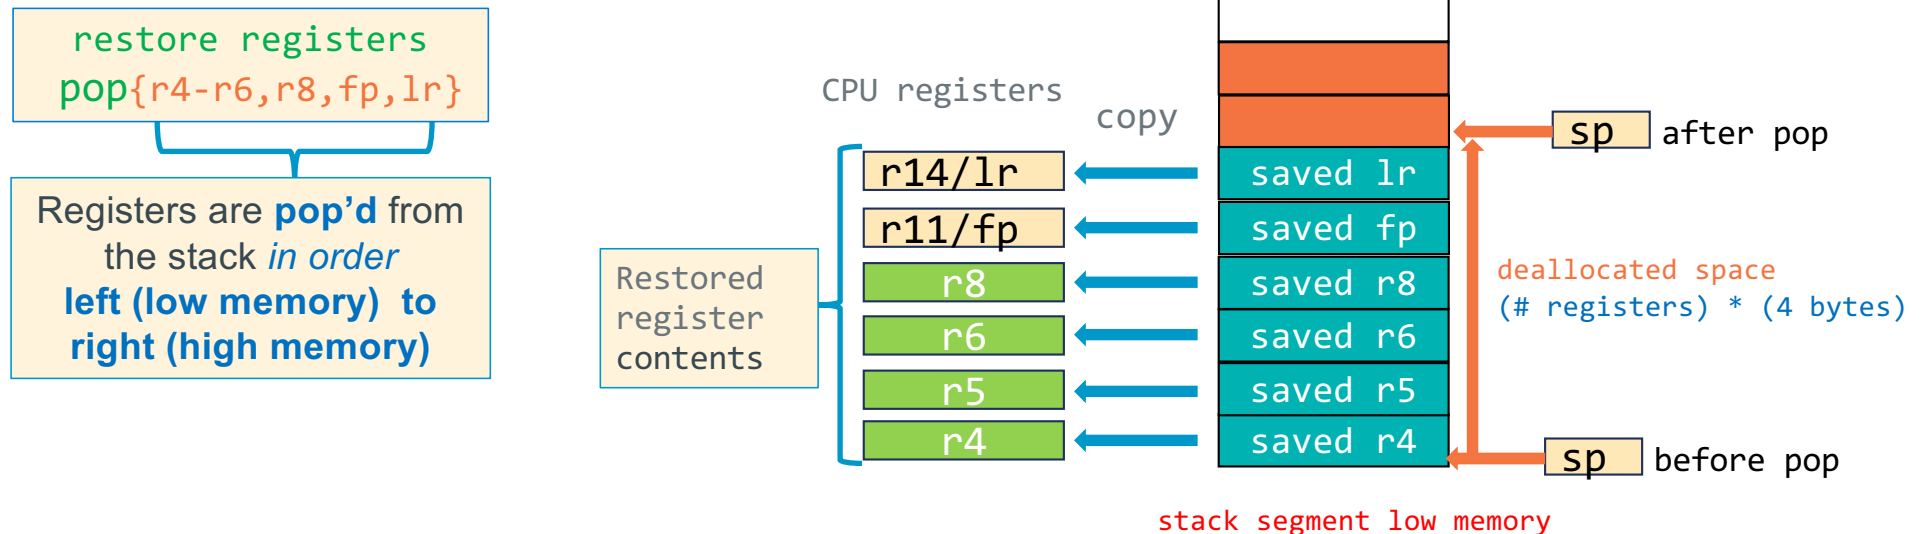 restore registers
pop{r4-r6,r8,fp,lr}
Registers are pop’d from
the stack in order
left (low memory) to
right (high memory)
CPU registers
copy
Restored
register
contents
r14/lr
r11/fp
r8
r6
r5
r4
saved lr
saved fp
saved r8
saved r6
saved r5
saved r4
sp after pop
deallocated space
(# registers) * (4 bytes)
sp before pop
stack segment low memory